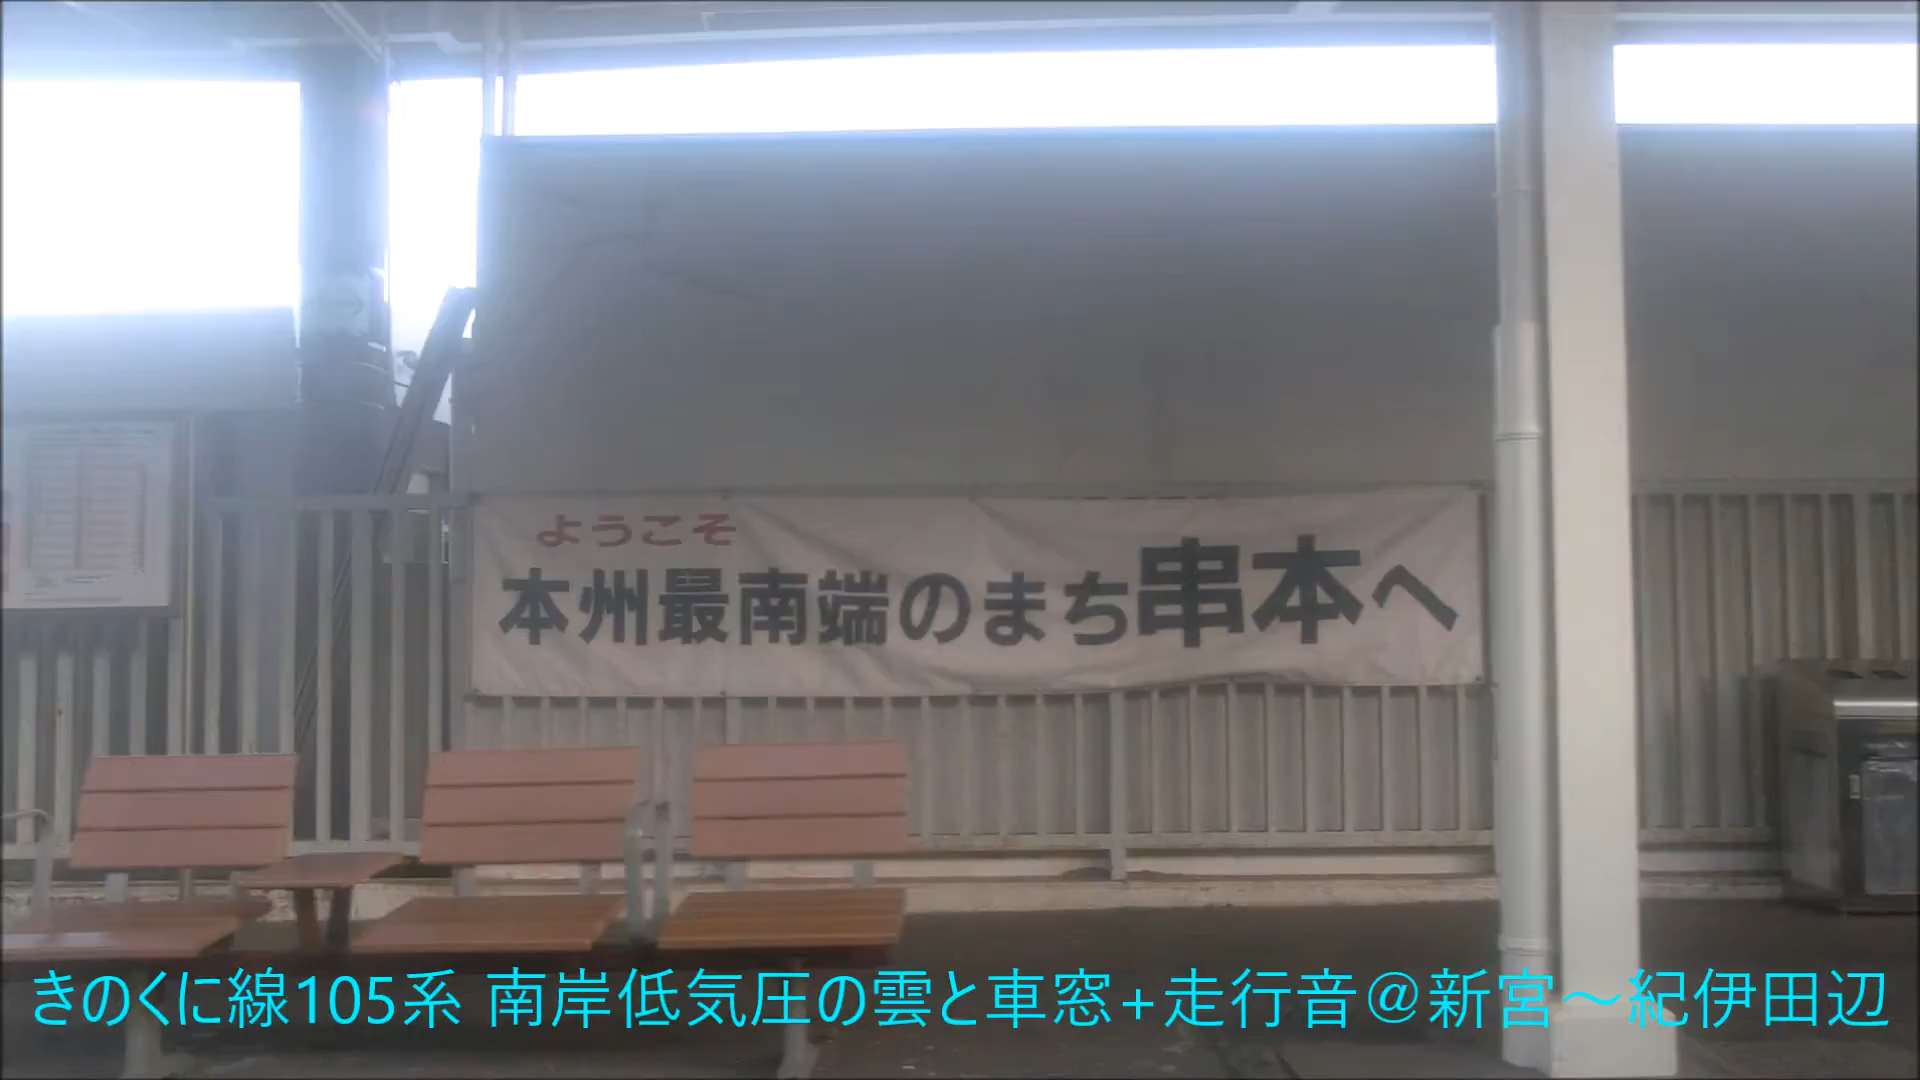 ようこそ
本州最南端のまち串本へ
きのくに線105系 南岸低気圧の雲と車窓+走行音@新宮～紀伊田辺